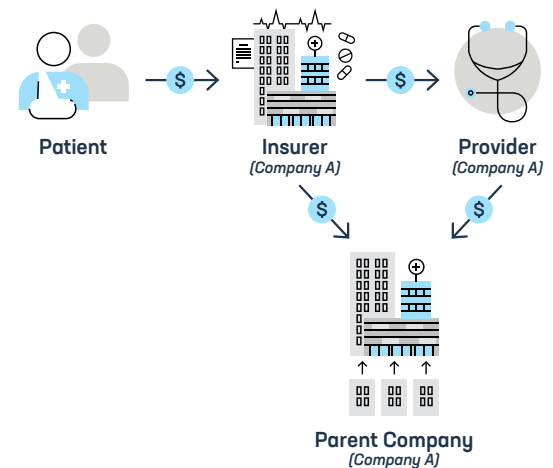 $
$
Patient
Insurer
Provider
(Company A)
(Company A)
$
$
Parent Company
(Company A)